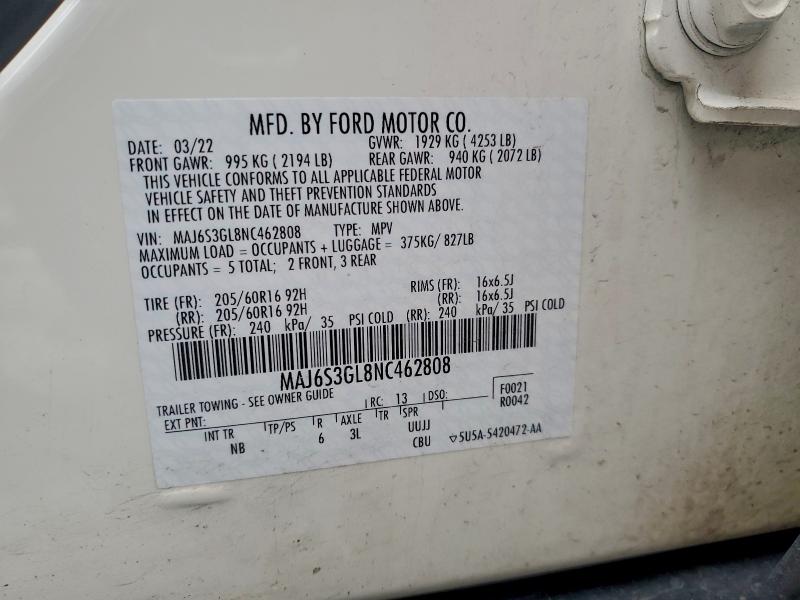 MFD. BY FORD MOTOR CO.
DATE: 03/22 GVWR: 1929 KG ( 4253 LB)
FRONT GAWR: 995 KG ( 2194 LB) REAR GAWR: 940 KG ( 2072 LB)
THIS VEHICLE CONFORMS TO ALL APPLICABLE FEDERAL MOTOR
VEHICLE SAFETY AND THEFT PREVENTION STANDARDS
IN EFFECT ON THE DATE OF MANUFACTURE SHOWN ABOVE.
VIN: MAJ6S3GL8NC462808 TYPE: MPV
MAXIMUM LOAD = OCCUPANTS + LUGGAGE = 375KG/ 827LB
OCCUPANTS = 5 TOTAL; 2 FRONT, 3 REAR
TIRE (FR): 205/60R16 92H RIMS (FR): 16x6.5J
(RR): 205/60R16 92H (RR): 16x6.5J
PRESSURE (FR): 240 kPa/ 35 PSI COLD (RR): 240 kPa/ 35 PSI COLD
MAJ6S3GL8NC462808
TRAILER TOWING - SEE OWNER GUIDE RC: 13 DSO: F0021
EXT PNT: R0042
INT TR TP/PS R AXLE TR SPR
NB 6 3L UUJJ
CBU ▽5U5A-5420472-AA